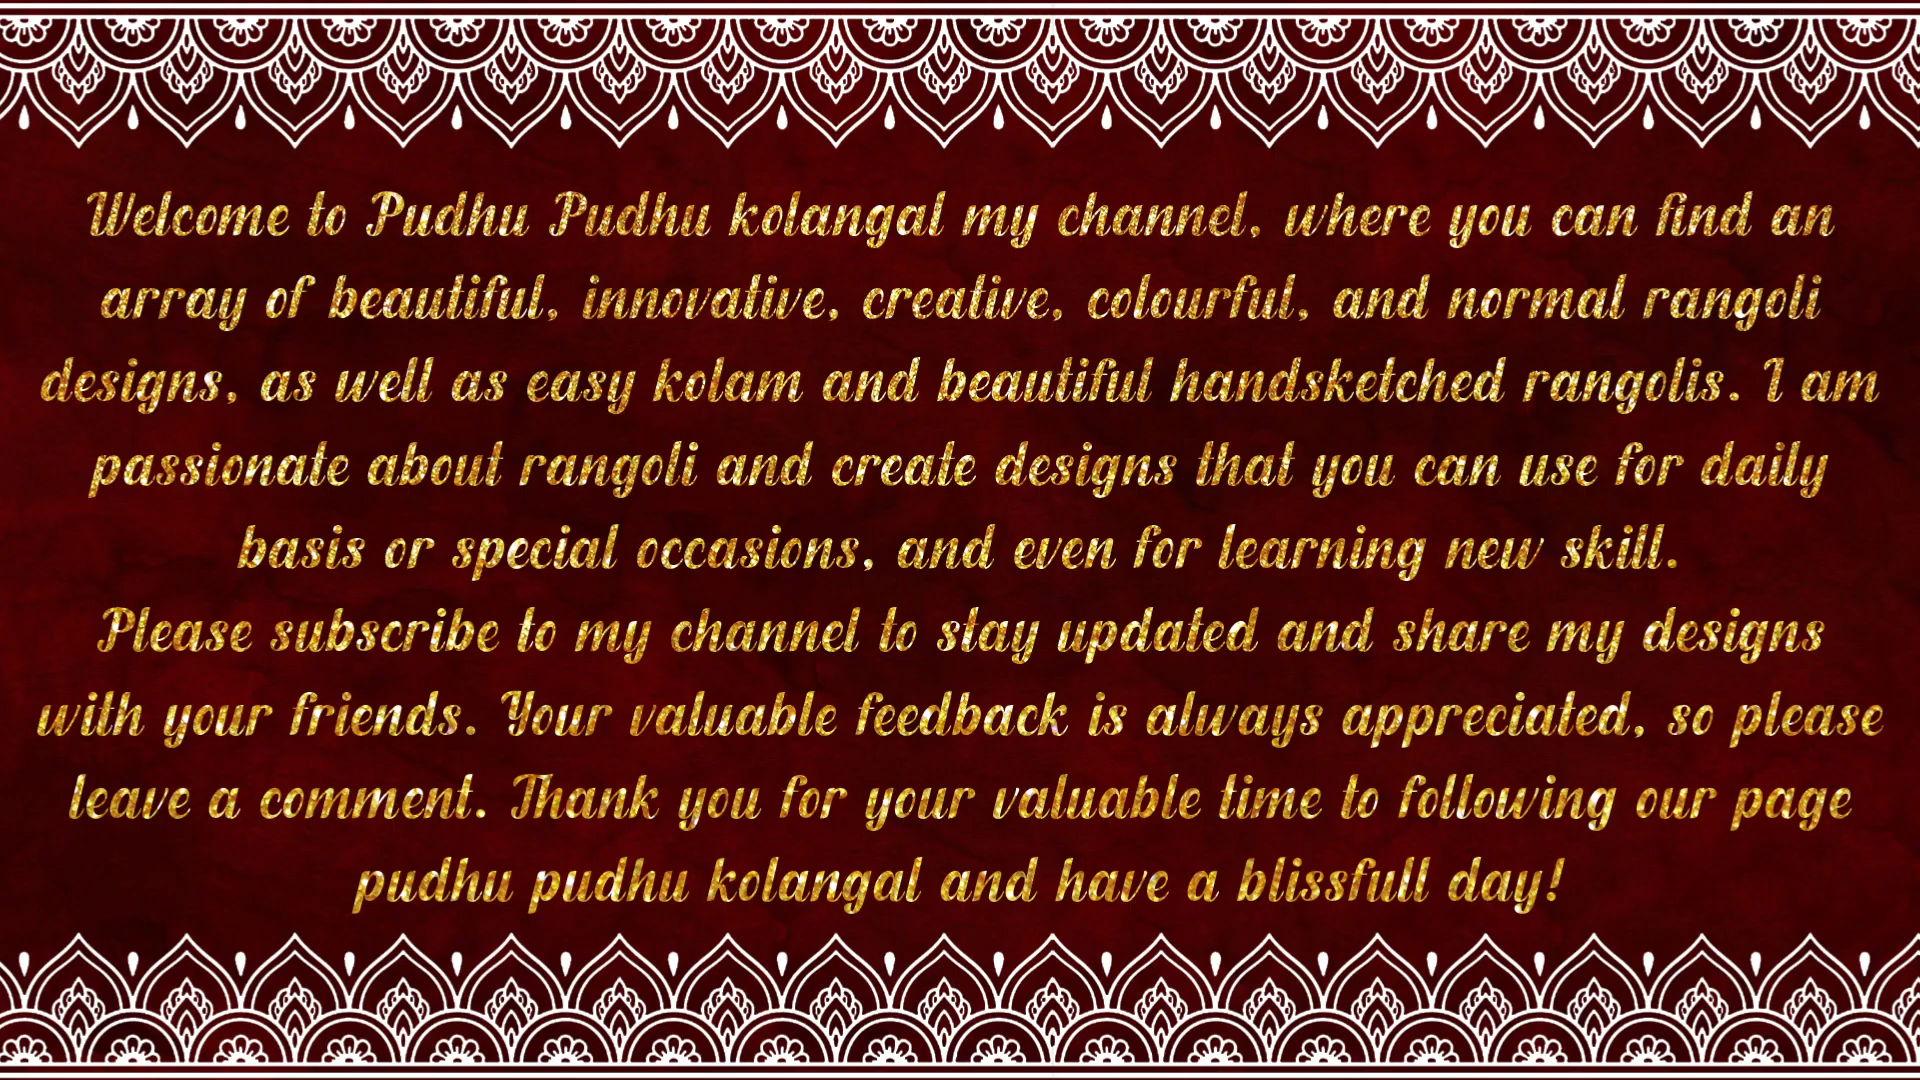 Welcome to Pudhu Pudhu kolangal my channel, where you can find an
array of beautiful, innovative, creative, colourful, and normal rangoli
designs, as well as easy kolam and beautiful handsketched rangolis. I am
passionate about rangoli and create designs that you can use for daily
basis or special occasions, and even for learning new skill.
Please subscribe to my channel to stay updated and share my designs
with your friends. Your valuable feedback is always appreciated, so please
leave a comment. Thank you for your valuable time to following our page
pudhu pudhu kolangal and have a blissfull day!